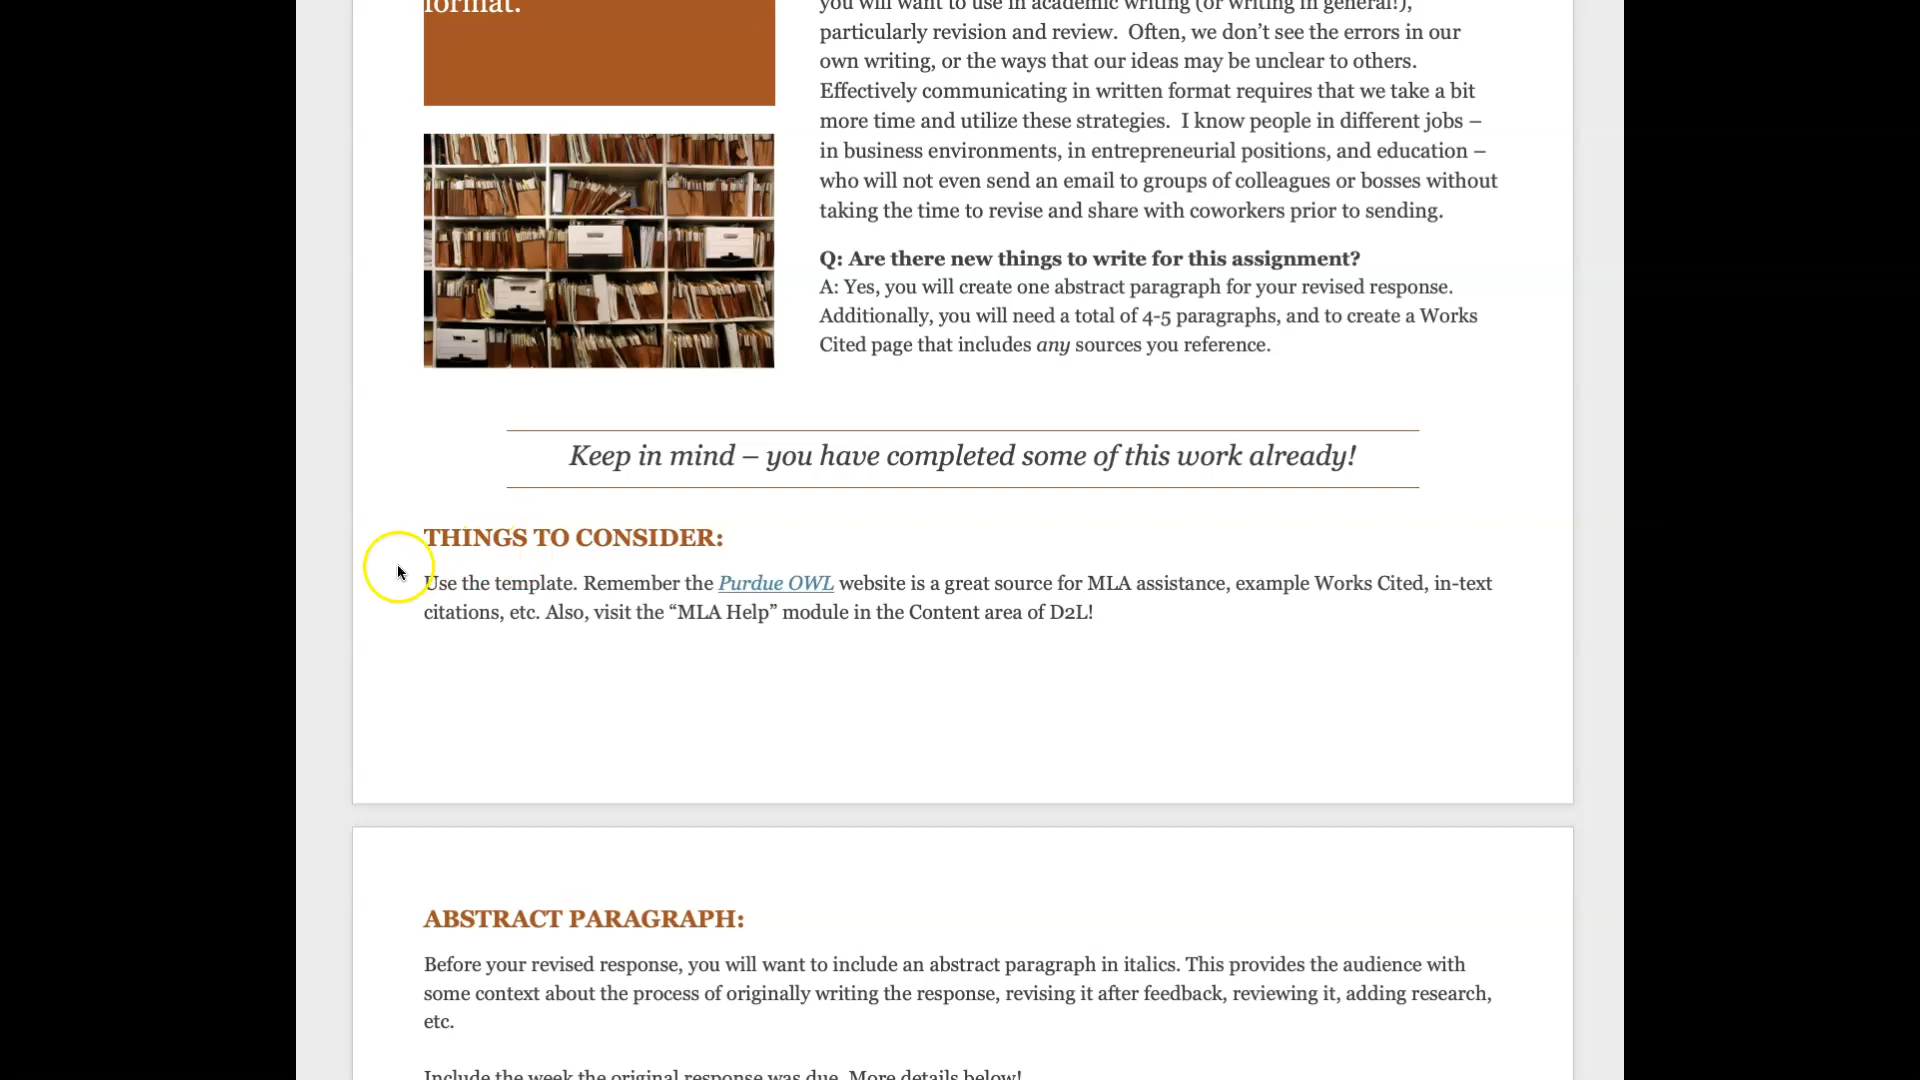 format.
you will want to use in academic writing (or writing in general!),
particularly revision and review.  Often, we don’t see the errors in our
own writing, or the ways that our ideas may be unclear to others.
Effectively communicating in written format requires that we take a bit
more time and utilize these strategies.  I know people in different jobs –
in business environments, in entrepreneurial positions, and education –
who will not even send an email to groups of colleagues or bosses without
taking the time to revise and share with coworkers prior to sending.
Q: Are there new things to write for this assignment?
A: Yes, you will create one abstract paragraph for your revised response.
Additionally, you will need a total of 4-5 paragraphs, and to create a Works
Cited page that includes any sources you reference.
Keep in mind – you have completed some of this work already!
THINGS TO CONSIDER:
Use the template. Remember the Purdue OWL website is a great source for MLA assistance, example Works Cited, in-text
citations, etc. Also, visit the “MLA Help” module in the Content area of D2L!
ABSTRACT PARAGRAPH:
Before your revised response, you will want to include an abstract paragraph in italics. This provides the audience with
some context about the process of originally writing the response, revising it after feedback, reviewing it, adding research,
etc.
Include the week the original response was due. More details below!